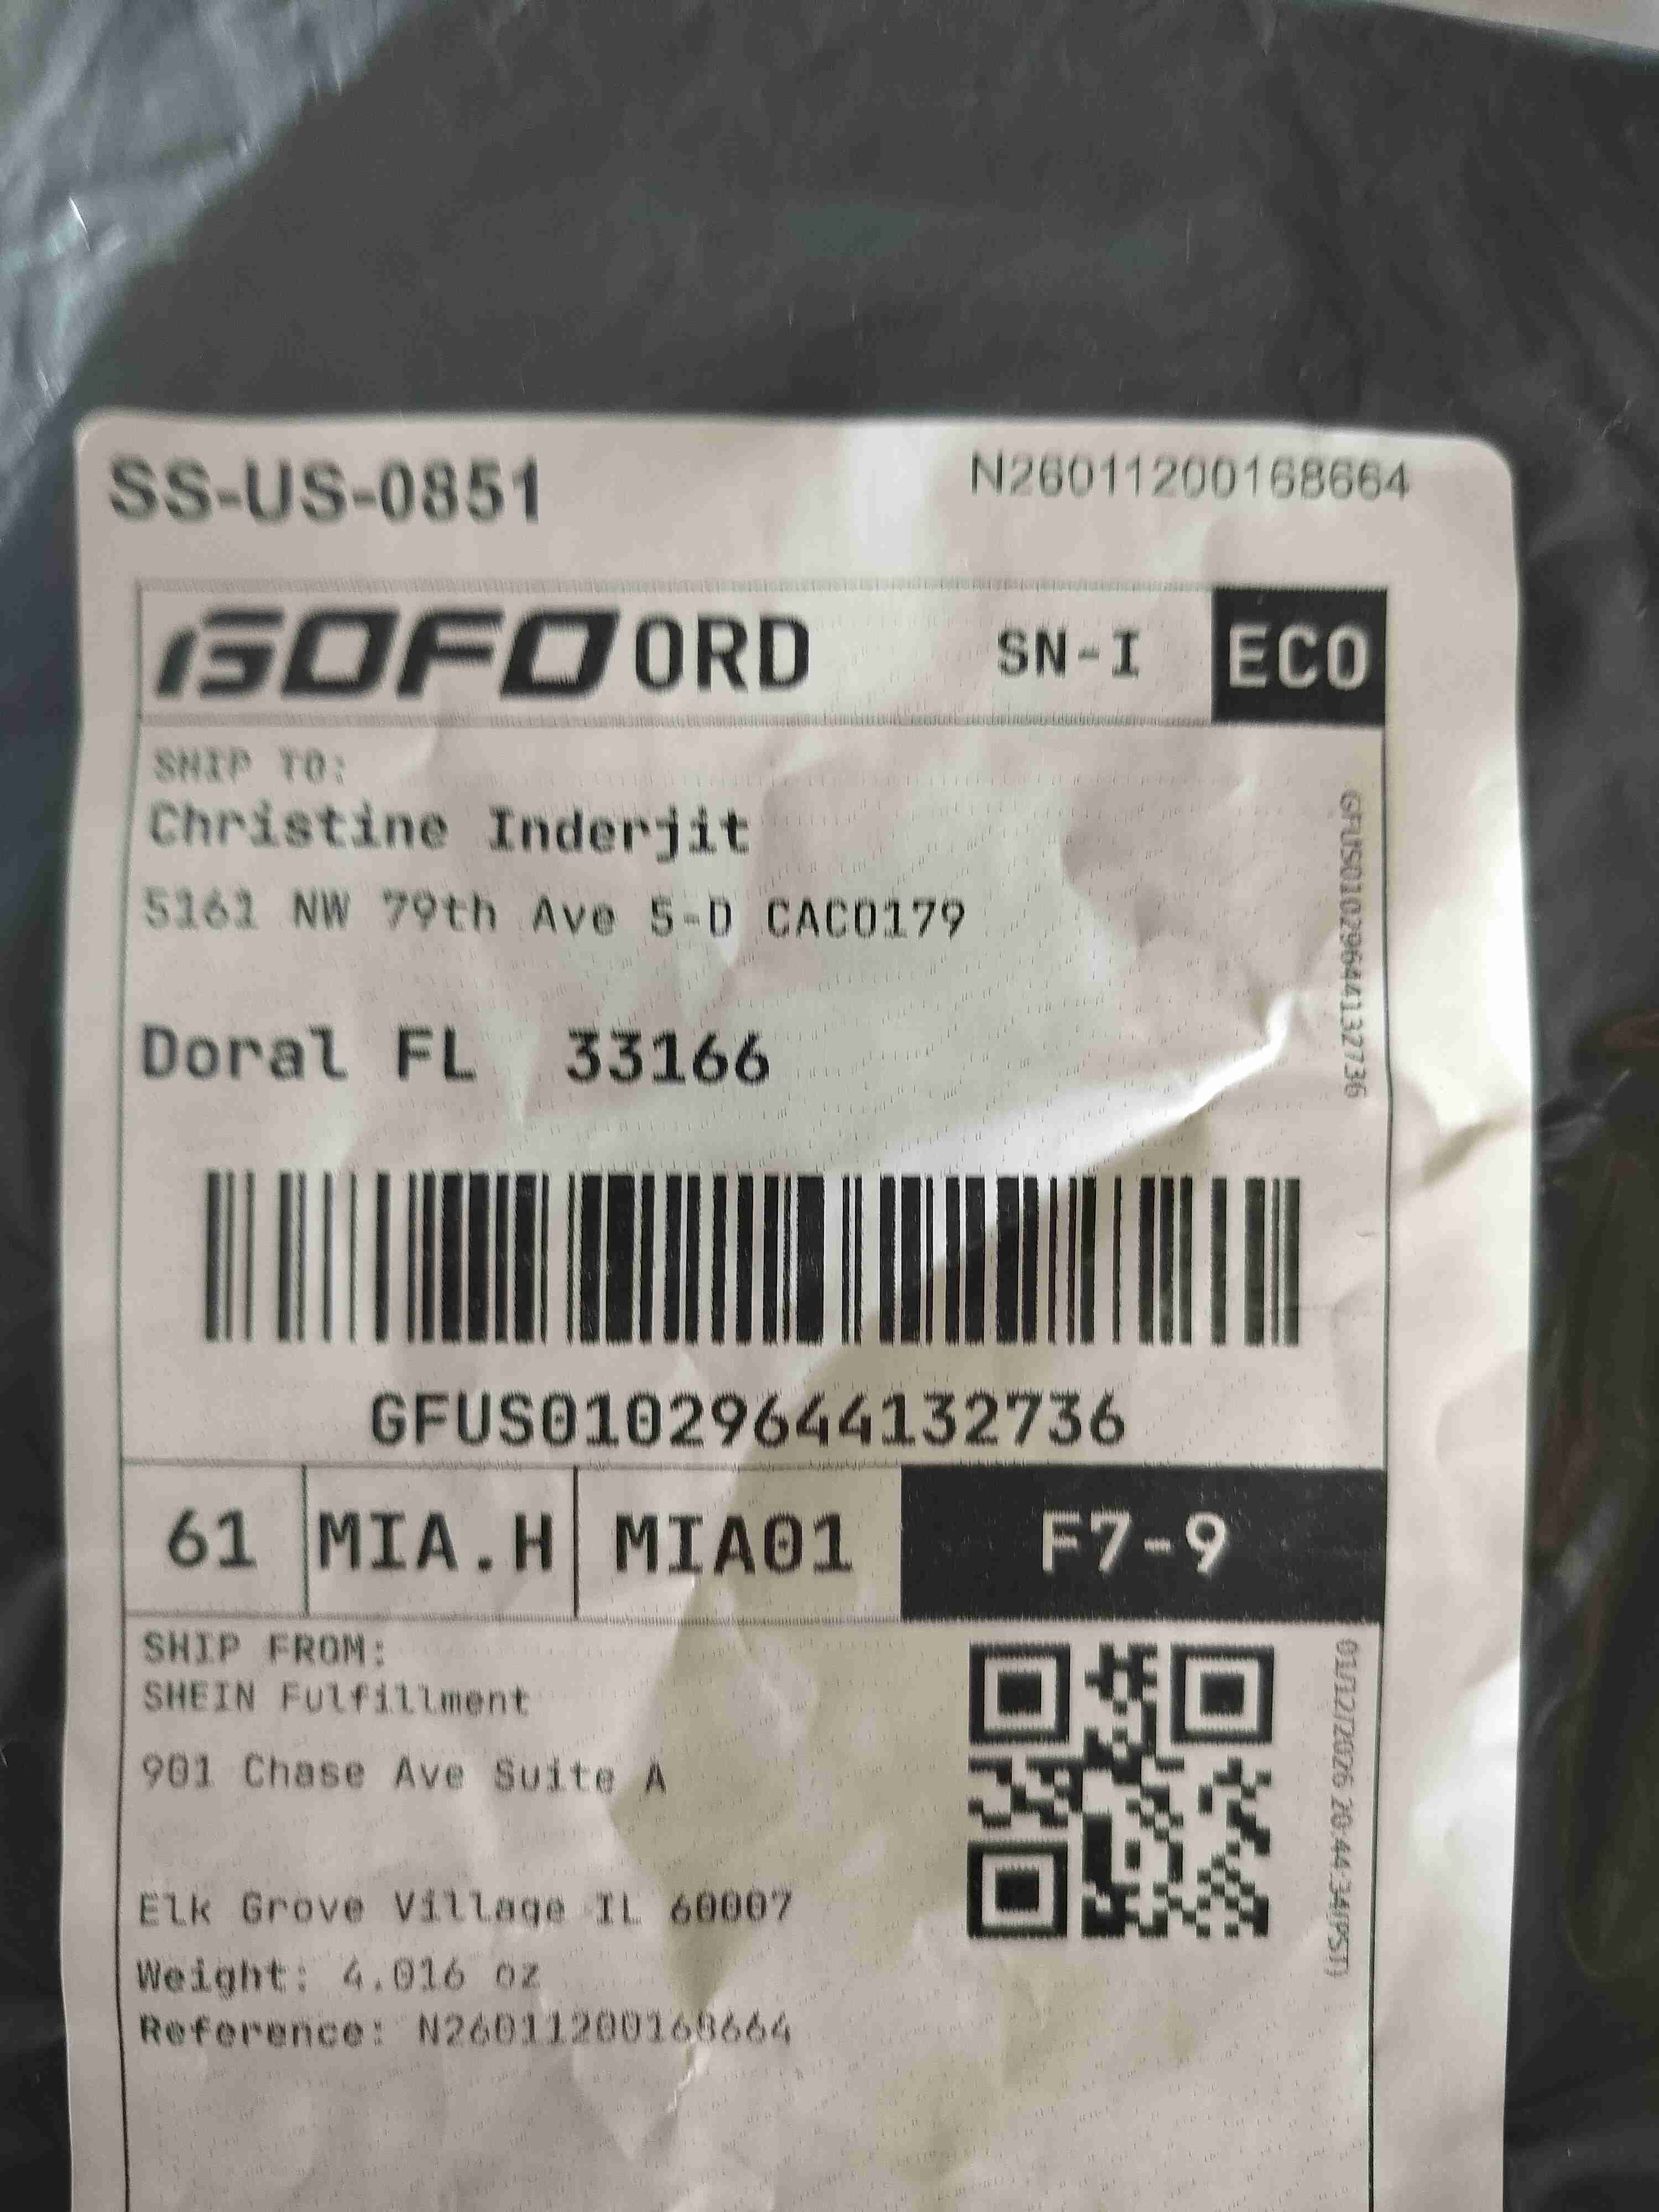 SS-US-0851 N26011200168664
GOFO ORD SN-I ECO
SHIP TO:
Christine Inderjit
5161 NW 79th Ave 5-D CAC0179
Doral FL 33166
GFUS01029644132736
GFUS01029644132736
61 MIA.H MIA01 F7-9
SHIP FROM:
SHEIN Fulfillment
901 Chase Ave Suite A
Elk Grove Village IL 60007
Weight: 4.016 oz
Reference: N26011200168664
01/12/2026 20:44:34(PST)